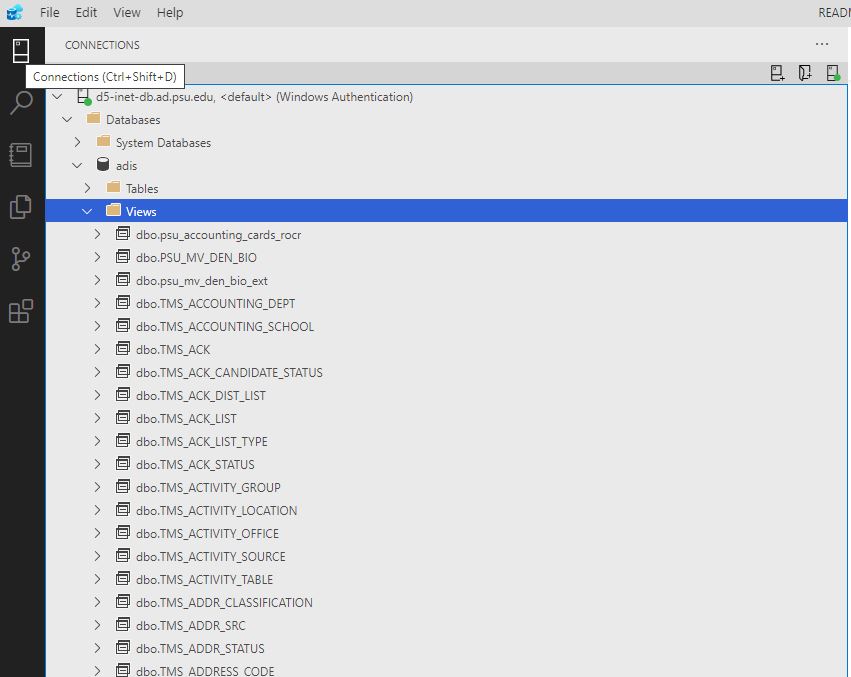 File Edit View Help READ
CONNECTIONS ...
Connections (Ctrl+Shift+D)
d5-inet-db.ad.psu.edu, <default> (Windows Authentication)
Databases
System Databases
adis
Tables
Views
dbo.psu_accounting_cards_rocr
dbo.PSU_MV_DEN_BIO
dbo.psu_mv_den_bio_ext
dbo.TMS_ACCOUNTING_DEPT
dbo.TMS_ACCOUNTING_SCHOOL
dbo.TMS_ACK
dbo.TMS_ACK_CANDIDATE_STATUS
dbo.TMS_ACK_DIST_LIST
dbo.TMS_ACK_LIST
dbo.TMS_ACK_LIST_TYPE
dbo.TMS_ACK_STATUS
dbo.TMS_ACTIVITY_GROUP
dbo.TMS_ACTIVITY_LOCATION
dbo.TMS_ACTIVITY_OFFICE
dbo.TMS_ACTIVITY_SOURCE
dbo.TMS_ACTIVITY_TABLE
dbo.TMS_ADDR_CLASSIFICATION
dbo.TMS_ADDR_SRC
dbo.TMS_ADDR_STATUS
dbo.TMS_ADDRESS_CODE